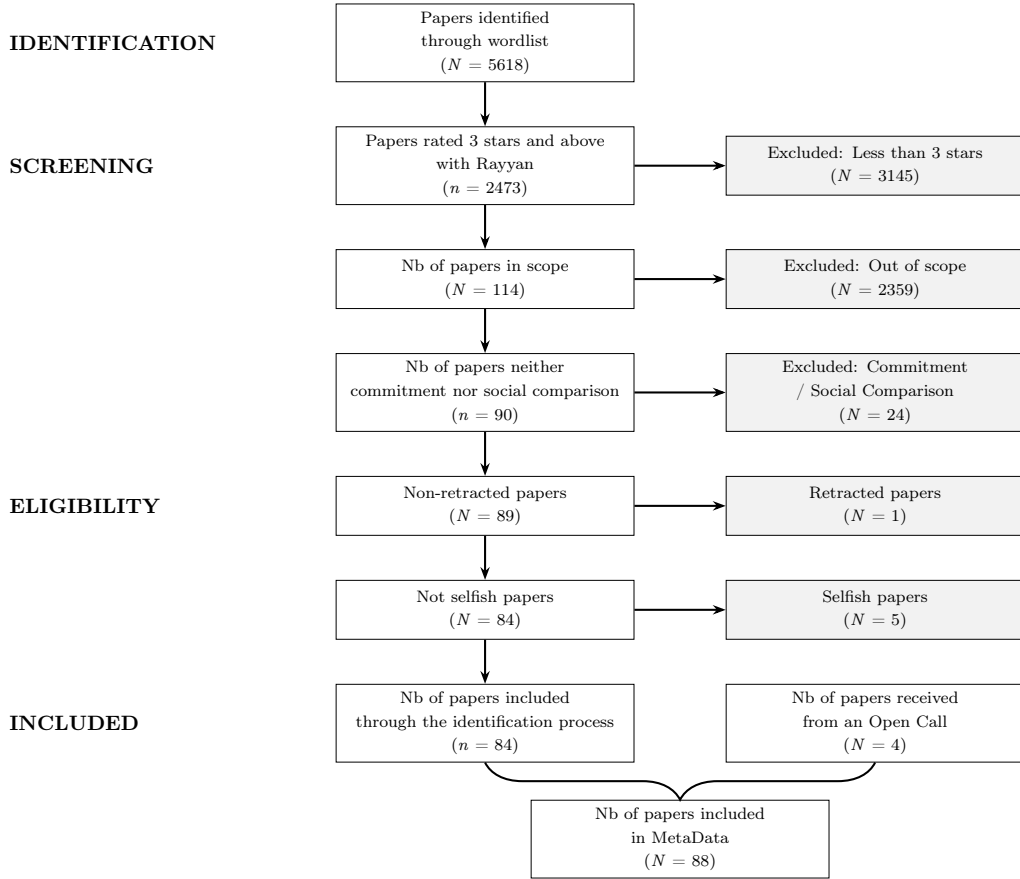 IDENTIFICATION
Papers identified
through wordlist
(N = 5618)
SCREENING
Papers rated 3 stars and above
with Rayyan
(n = 2473)
Excluded: Less than 3 stars
(N = 3145)
Nb of papers in scope
(N = 114)
Excluded: Out of scope
(N = 2359)
Nb of papers neither
commitment nor social comparison
(n = 90)
Excluded: Commitment
/ Social Comparison
(N = 24)
ELIGIBILITY
Non-retracted papers
(N = 89)
Retracted papers
(N = 1)
Not selfish papers
(N = 84)
Selfish papers
(N = 5)
INCLUDED
Nb of papers included
through the identification process
(n = 84)
Nb of papers received
from an Open Call
(N = 4)
Nb of papers included
in MetaData
(N = 88)